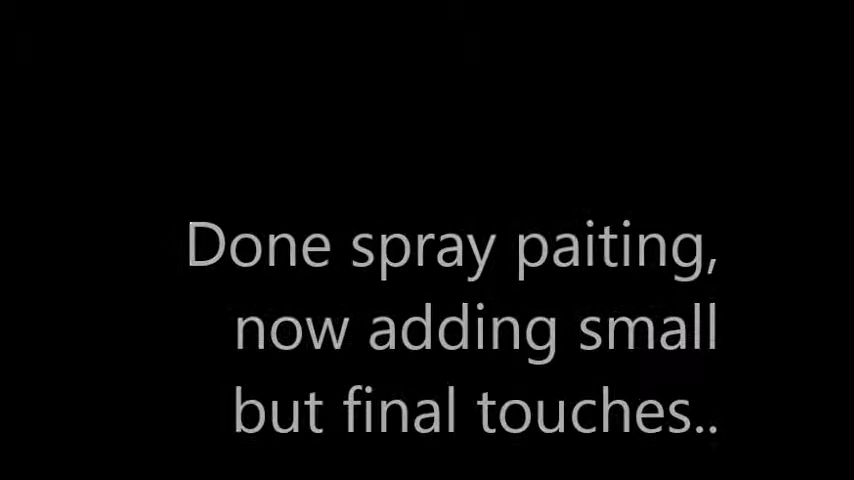 Done spray paiting,
now adding small
but final touches..